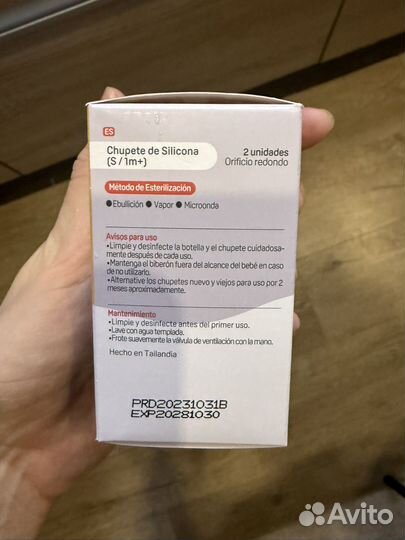 ES
Chupete de Silicona
(S / 1m+)
2 unidades
Orificio redondo
Método de Esterilización
●Ebullición ● Vapor ● Microonda
Avisos para uso
•Limpie y desinfecte la botella y el chupete cuidadosa-
mente después de cada uso.
•Mantenga el biberón fuera del alcance del bebé en caso
de no utilizarlo.
•Alternative los chupetes nuevo y viejos para uso por 2
meses aproximadamente.
Mantenimiento
•Limpie y desinfecte antes del primer uso.
•Lave con agua templada.
•Frote suavemente la válvula de ventilación con la mano.
Hecho en Tailandia
PRD20231031B
EXP20281030
Avito